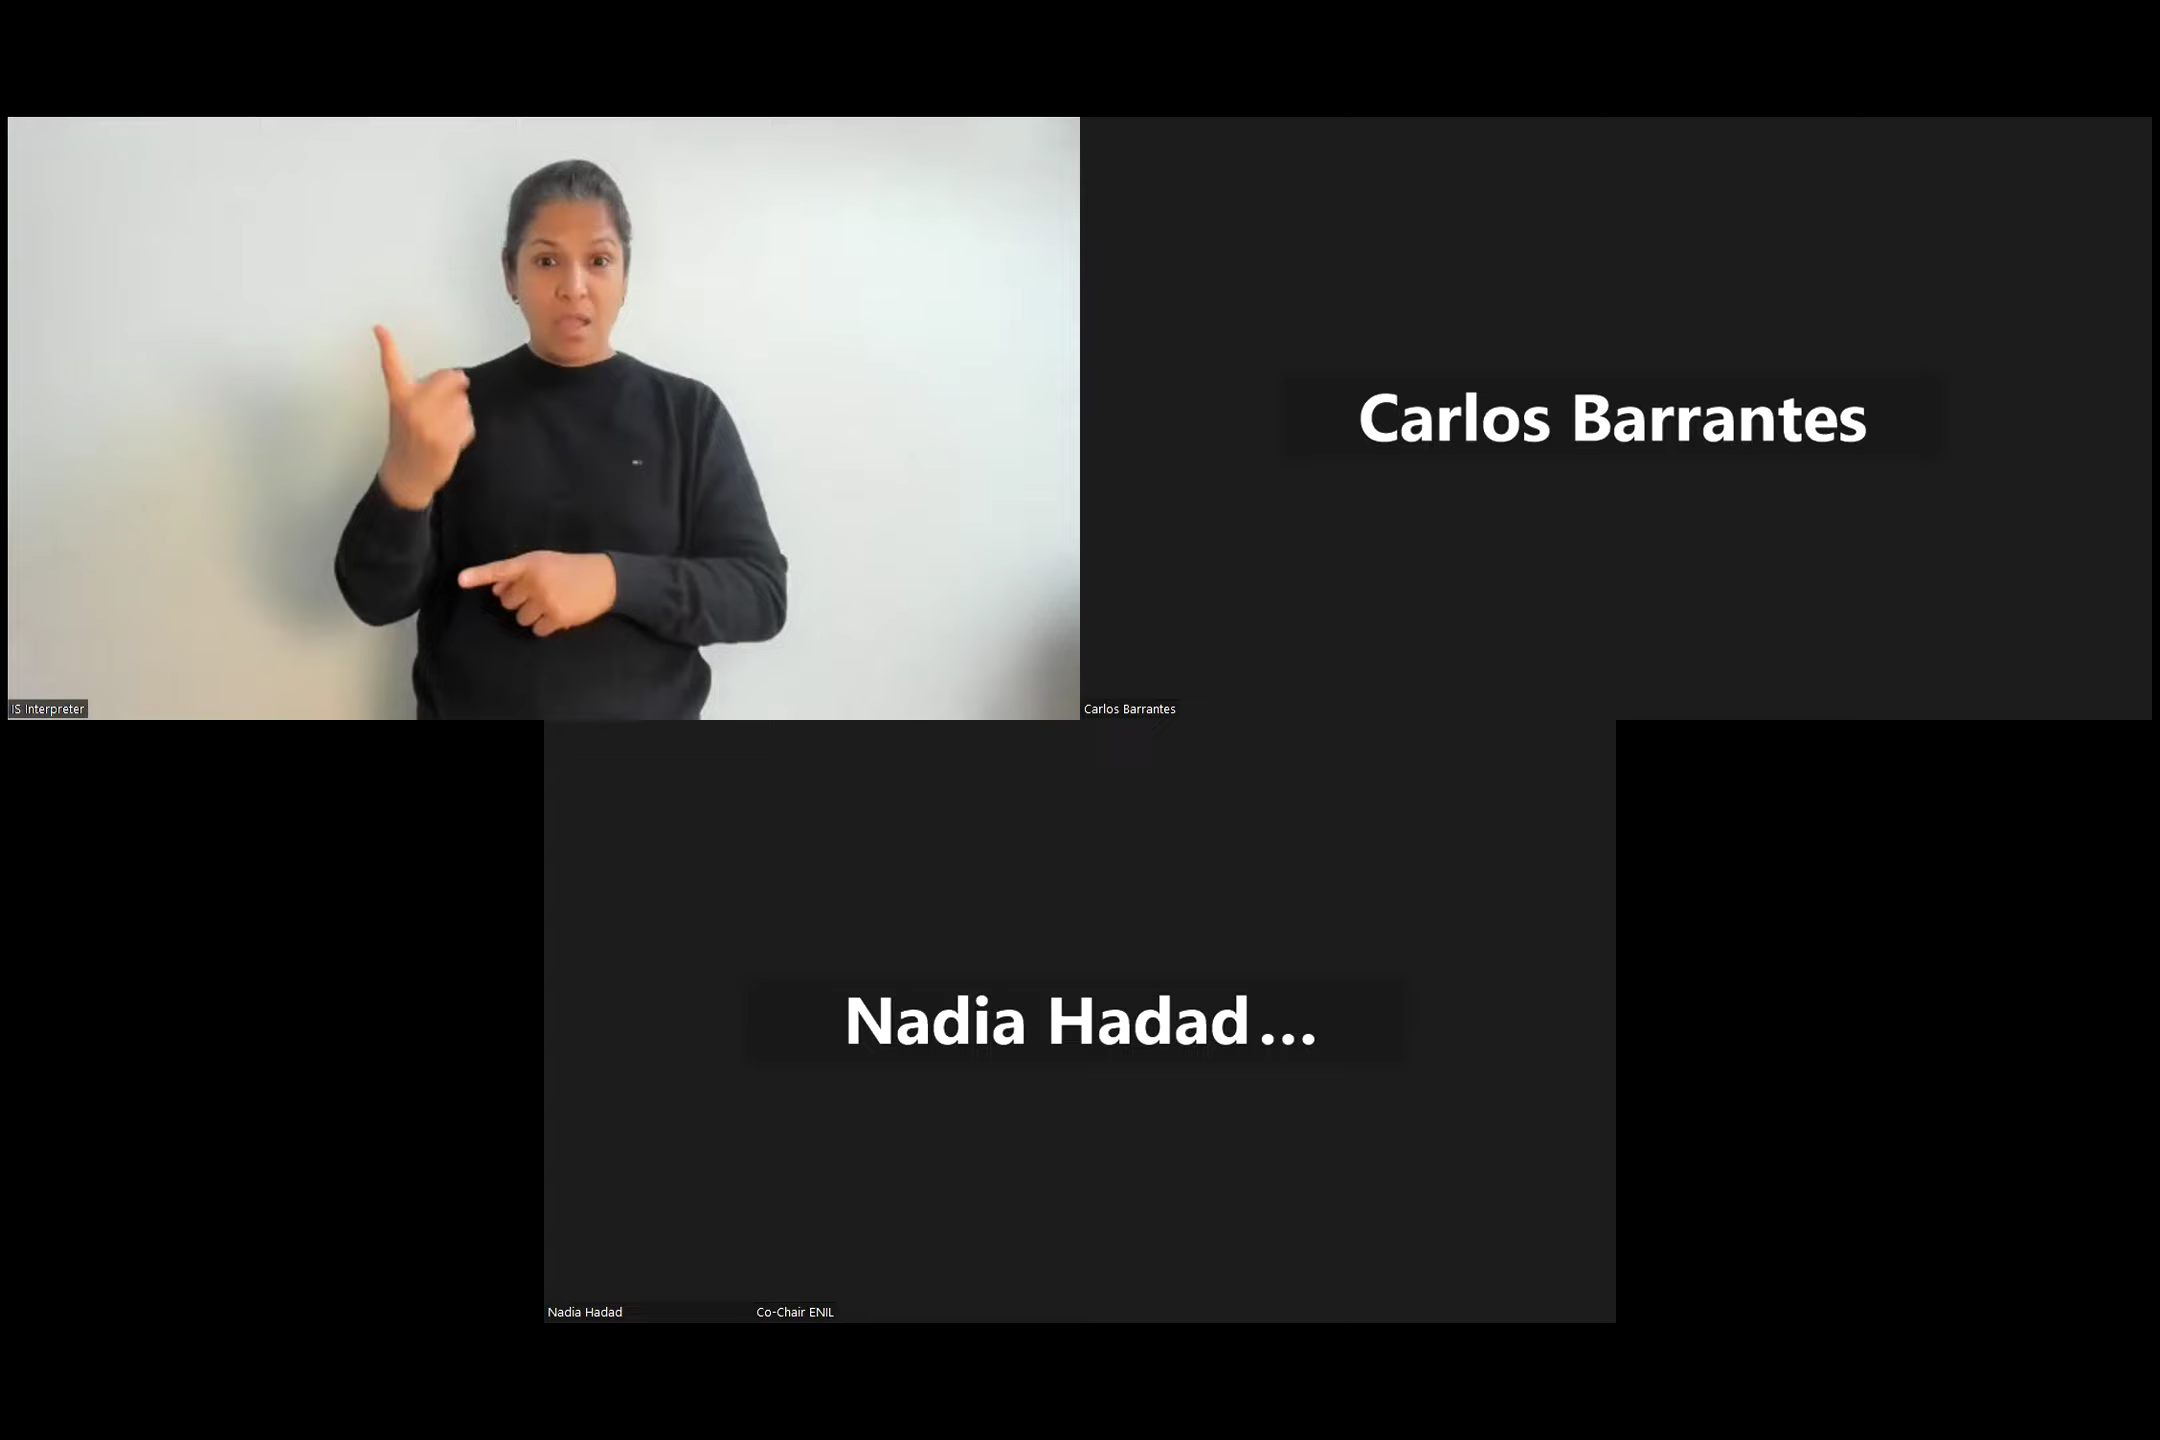 IS Interpreter
Carlos Barrantes
Carlos Barrantes
Nadia Hadad...
Nadia Hadad Co-Chair ENIL